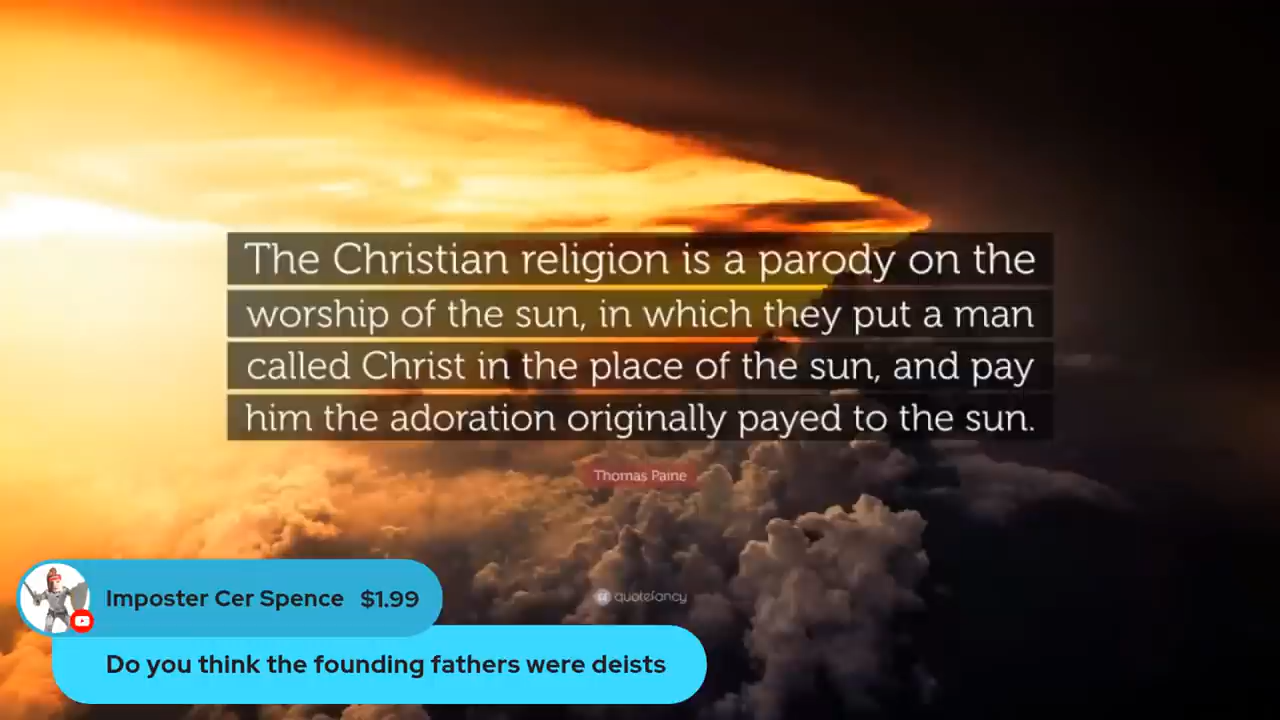 The Christian religion is a parody on the
worship of the sun, in which they put a man
called Christ in the place of the sun, and pay
him the adoration originally payed to the sun.
Thomas Paine
quotefancy
Imposter Cer Spence $1.99
Do you think the founding fathers were deists